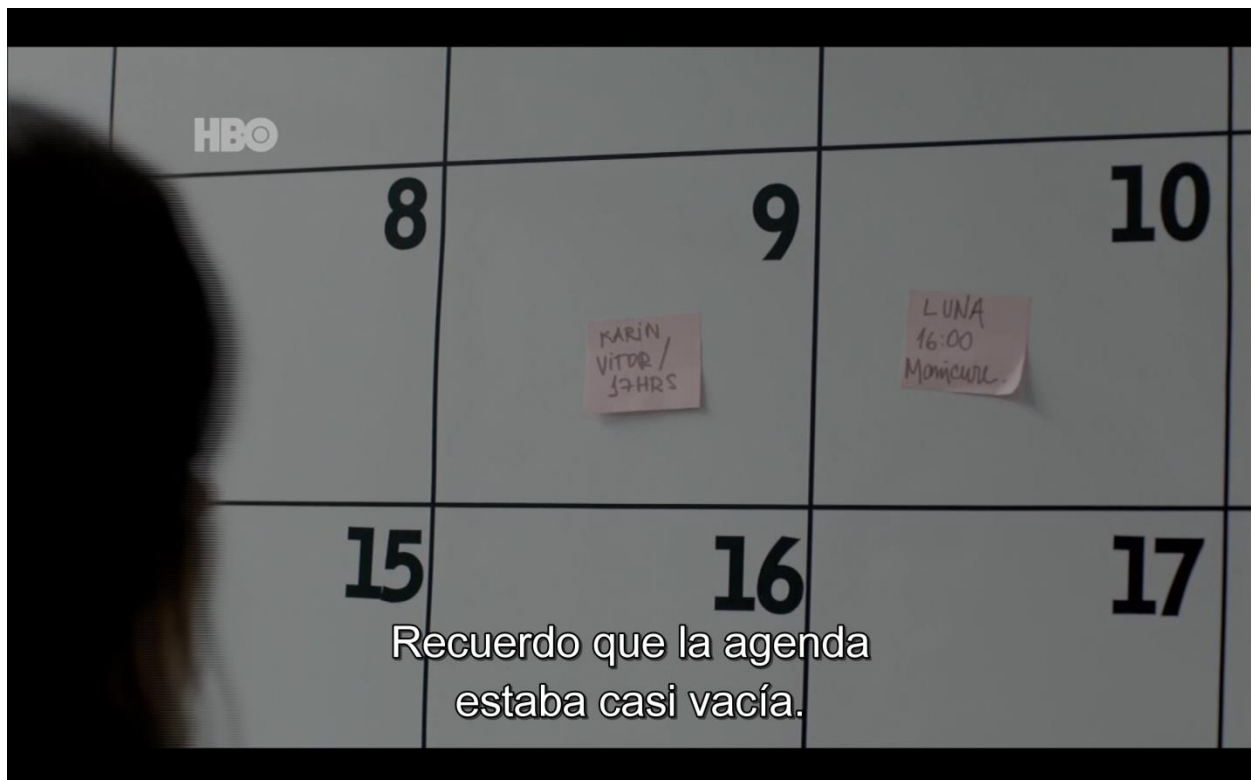 HBO
8
9
10
KARIN
VITOR /
17HRS
LUNA
16:00
Manicure.
15
16
17
Recuerdo que la agenda
estaba casi vacía.